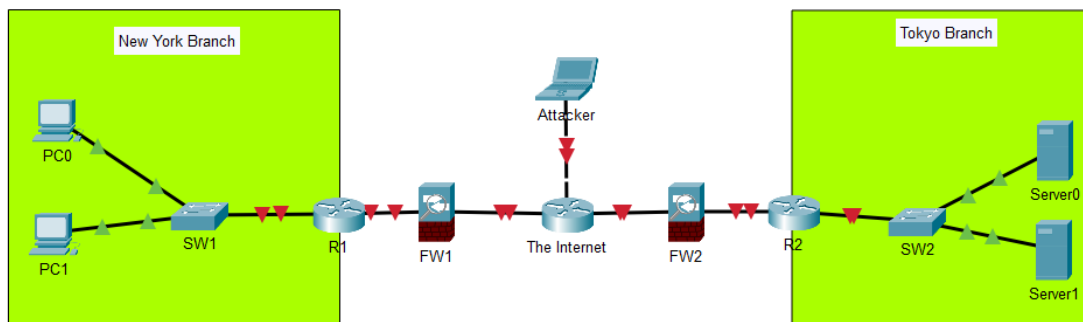 New York Branch
Tokyo Branch
Attacker
PC0
Server0
SW1
R1
FW1
The Internet
FW2
R2
SW2
PC1
Server1